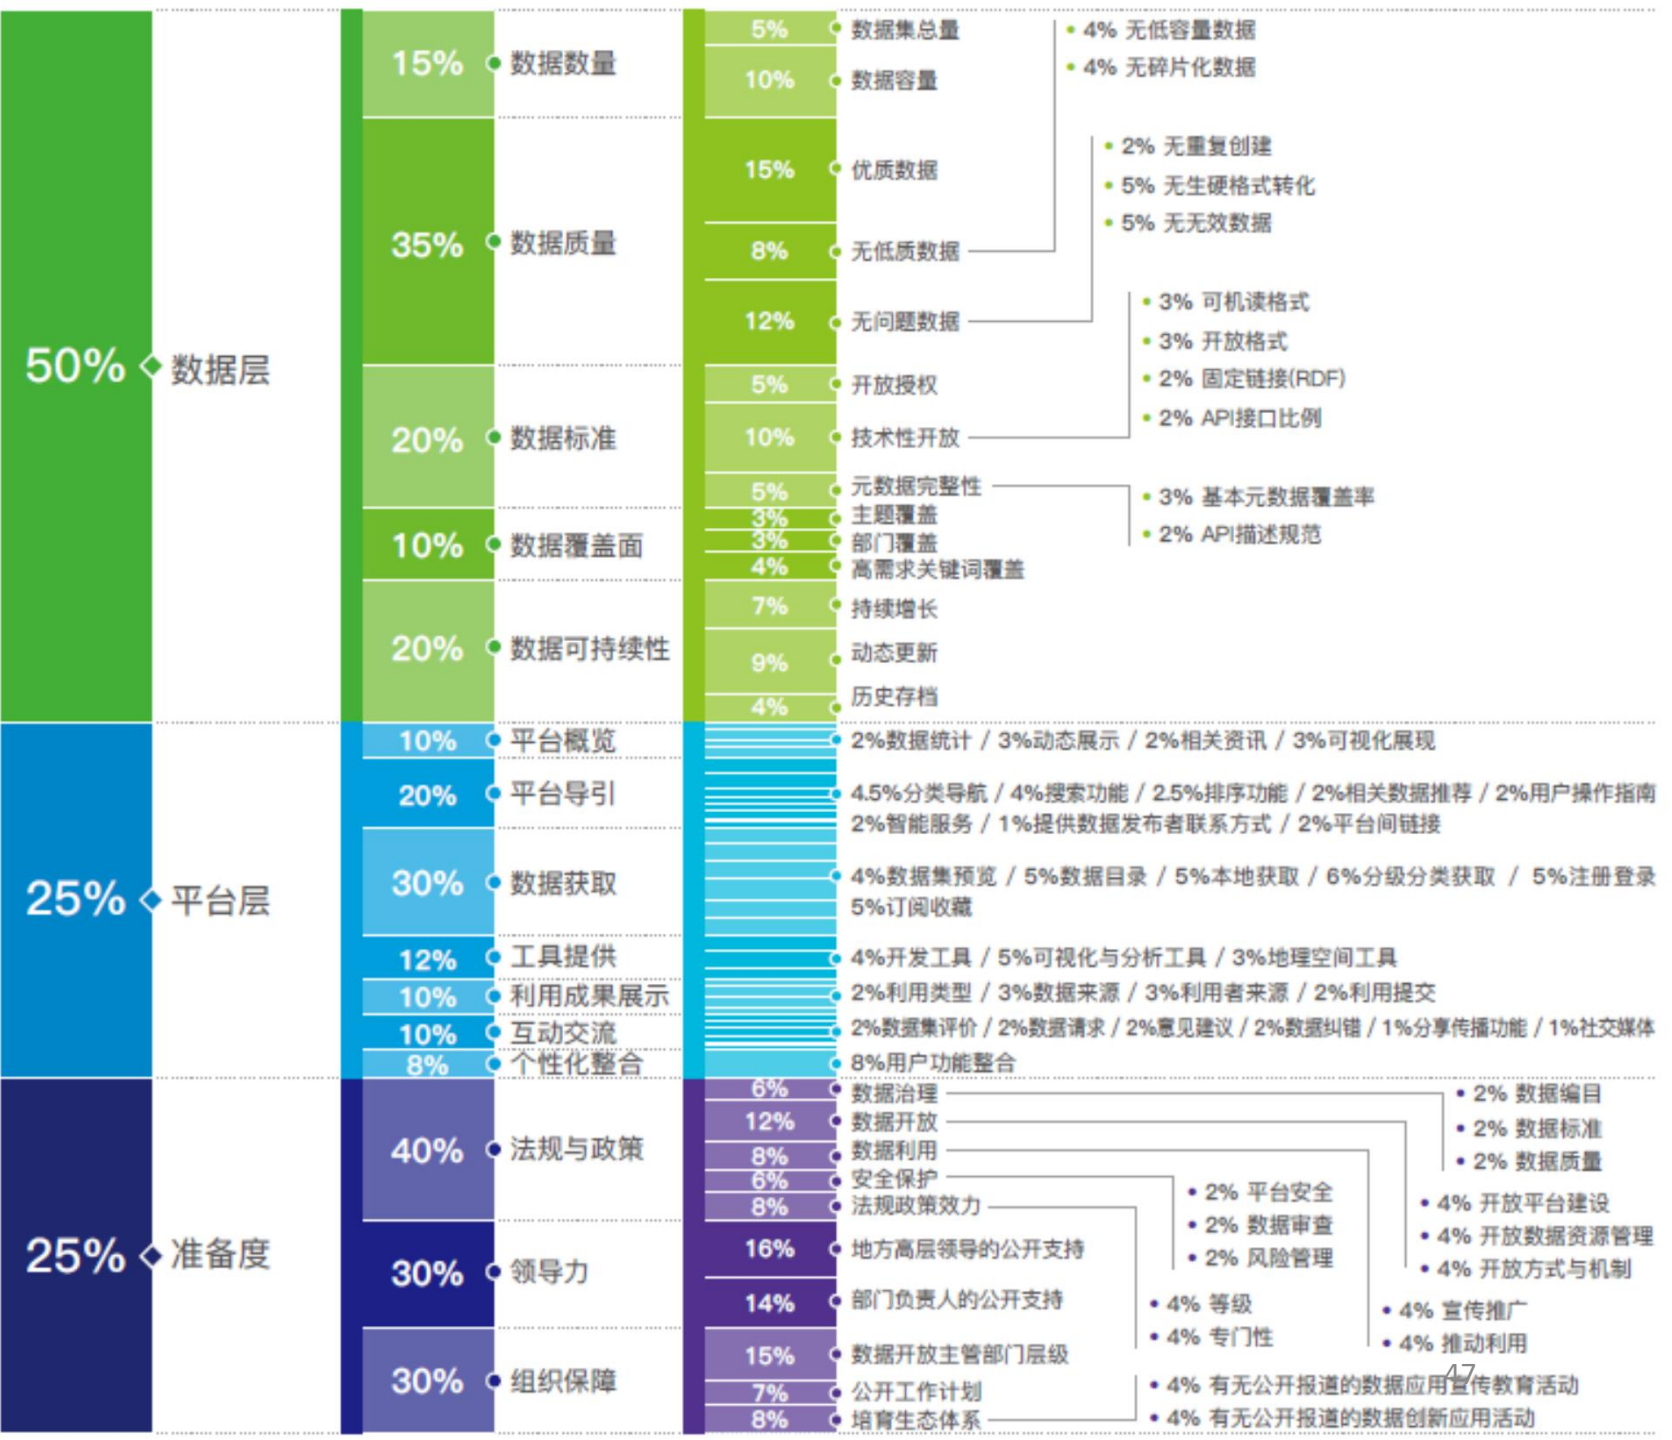 50% 数据层
15% 数据数量
5% 数据集总量
10% 数据容量
35% 数据质量
15% 优质数据
8% 无低质数据
4% 无低容量数据
4% 无碎片化数据
12% 无问题数据
2% 无重复创建
5% 无生硬格式转化
5% 无无效数据
20% 数据标准
5% 开放授权
10% 技术性开放
3% 可机读格式
3% 开放格式
2% 固定链接(RDF)
2% API接口比例
5% 元数据完整性
3% 基本元数据覆盖率
2% API描述规范
10% 数据覆盖面
3% 主题覆盖
3% 部门覆盖
4% 高需求关键词覆盖
20% 数据可持续性
7% 持续增长
9% 动态更新
4% 历史存档
25% 平台层
10% 平台概览
2%数据统计 / 3%动态展示 / 2%相关资讯 / 3%可视化展现
20% 平台导引
4.5%分类导航 / 4%搜索功能 / 2.5%排序功能 / 2%相关数据推荐 / 2%用户操作指南
2%智能服务 / 1%提供数据发布者联系方式 / 2%平台间链接
30% 数据获取
4%数据集预览 / 5%数据目录 / 5%本地获取 / 6%分级分类获取 / 5%注册登录
5%订阅收藏
12% 工具提供
4%开发工具 / 5%可视化与分析工具 / 3%地理空间工具
10% 利用成果展示
2%利用类型 / 3%数据来源 / 3%利用者来源 / 2%利用提交
10% 互动交流
2%数据集评价 / 2%数据请求 / 2%意见建议 / 2%数据纠错 / 1%分享传播功能 / 1%社交媒体
8% 个性化整合
8%用户功能整合
25% 准备度
40% 法规与政策
6% 数据治理
2% 数据编目
2% 数据标准
2% 数据质量
12% 数据开放
4% 开放平台建设
4% 开放数据资源管理
4% 开放方式与机制
8% 数据利用
4% 宣传推广
4% 推动利用
6% 安全保护
2% 平台安全
2% 数据审查
2% 风险管理
8% 法规政策效力
4% 等级
4% 专门性
30% 领导力
16% 地方高层领导的公开支持
14% 部门负责人的公开支持
30% 组织保障
15% 数据开放主管部门层级
7% 公开工作计划
8% 培育生态体系
4% 有无公开报道的数据应用宣传教育活动
4% 有无公开报道的数据创新应用活动
47